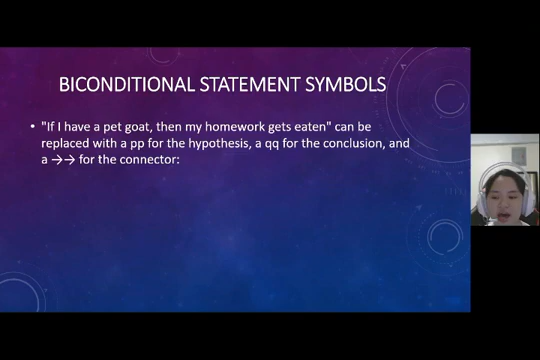 BICONDITIONAL STATEMENT SYMBOLS
• "If I have a pet goat, then my homework gets eaten" can be
replaced with a pp for the hypothesis, a qq for the conclusion, and
a →→ for the connector: